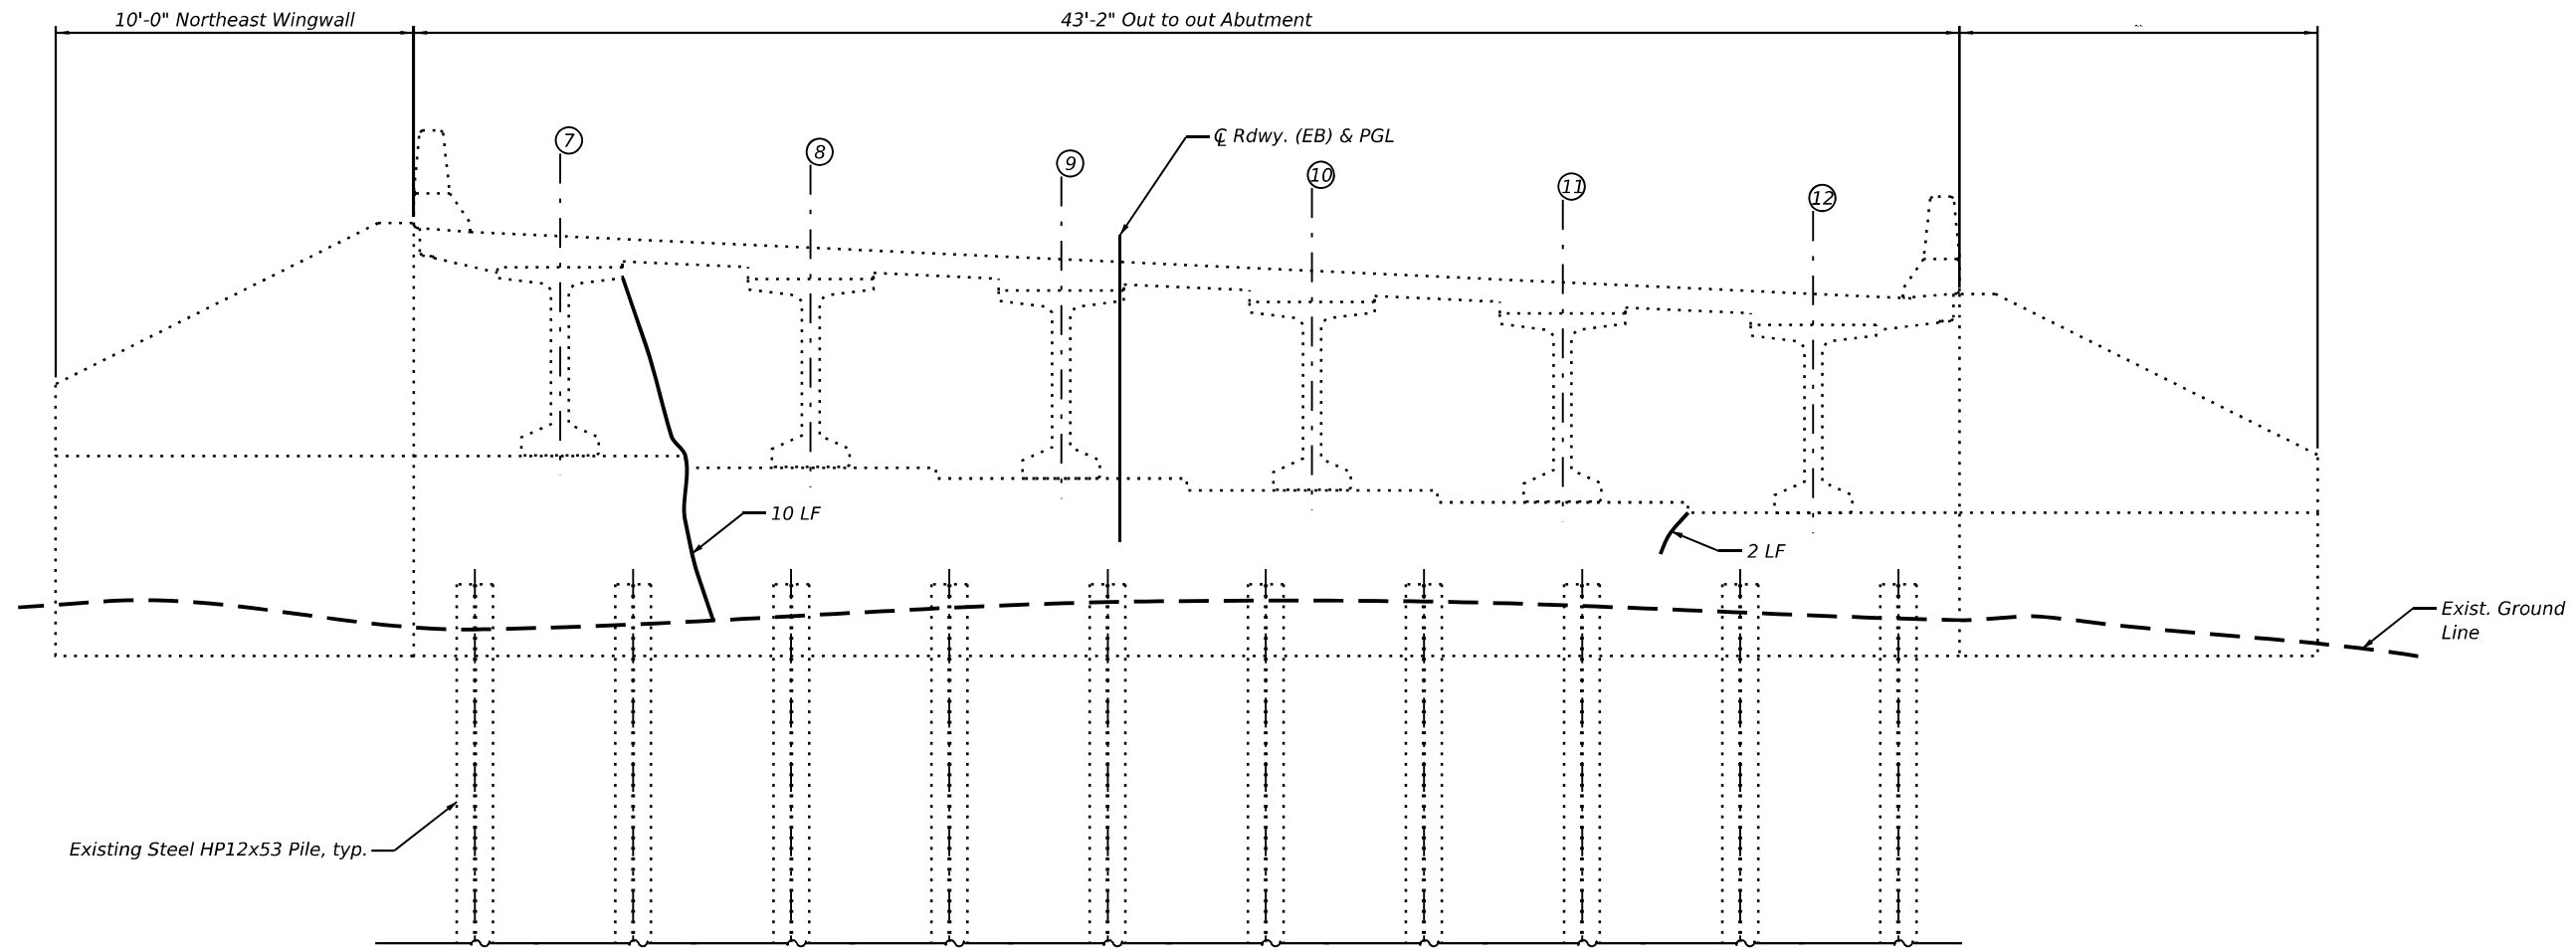 10'-0" Northeast Wingwall
43'-2" Out to out Abutment
7
8
9
10
11
12
℄ Rdwy. (EB) & PGL
10 LF
2 LF
Exist. Ground
Line
Existing Steel HP12x53 Pile, typ.